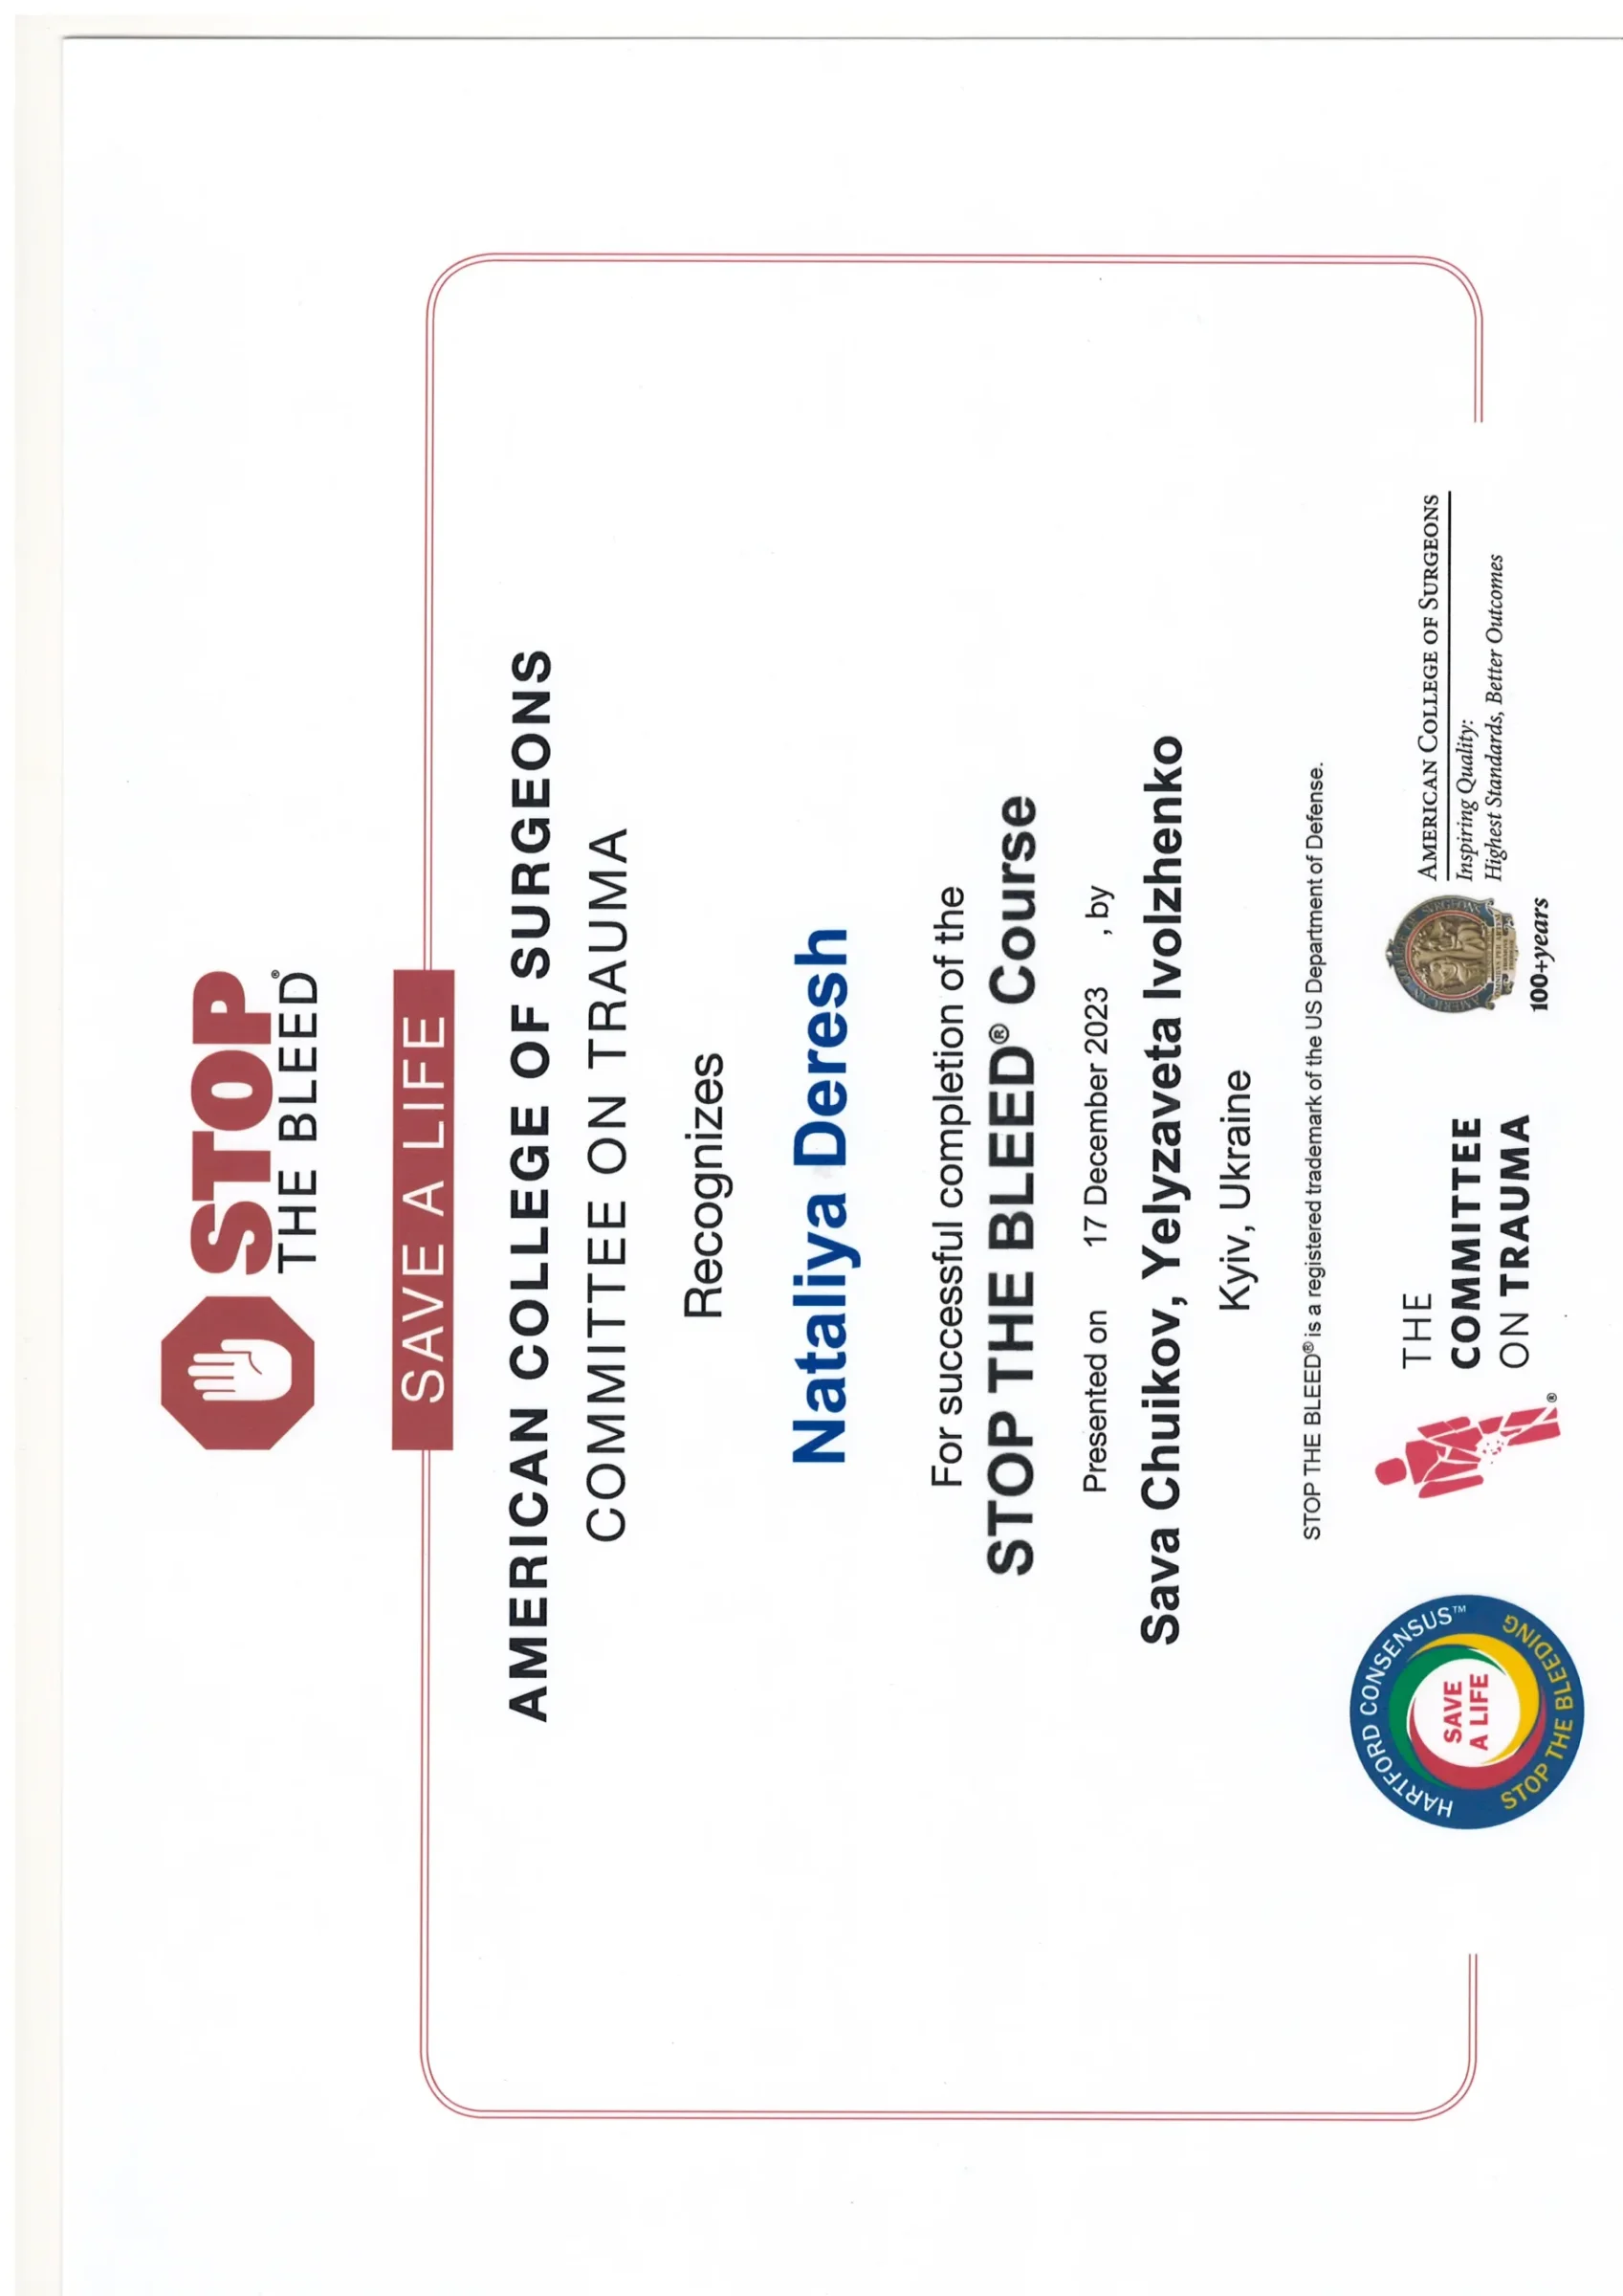 STOP
THE BLEED®
SAVE A LIFE
AMERICAN COLLEGE OF SURGEONS
COMMITTEE ON TRAUMA
Recognizes
Nataliya Deresh
For successful completion of the
STOP THE BLEED® Course
Presented on 17 December 2023 , by
Sava Chuikov, Yelyzaveta Ivolzhenko
Kyiv, Ukraine
STOP THE BLEED® is a registered trademark of the US Department of Defense.
HARTFORD CONSENSUS™
SAVE
A LIFE
STOP THE BLEEDING
®
THE
COMMITTEE
ON TRAUMA
100+years
AMERICAN COLLEGE OF SURGEONS
Inspiring Quality:
Highest Standards, Better Outcomes